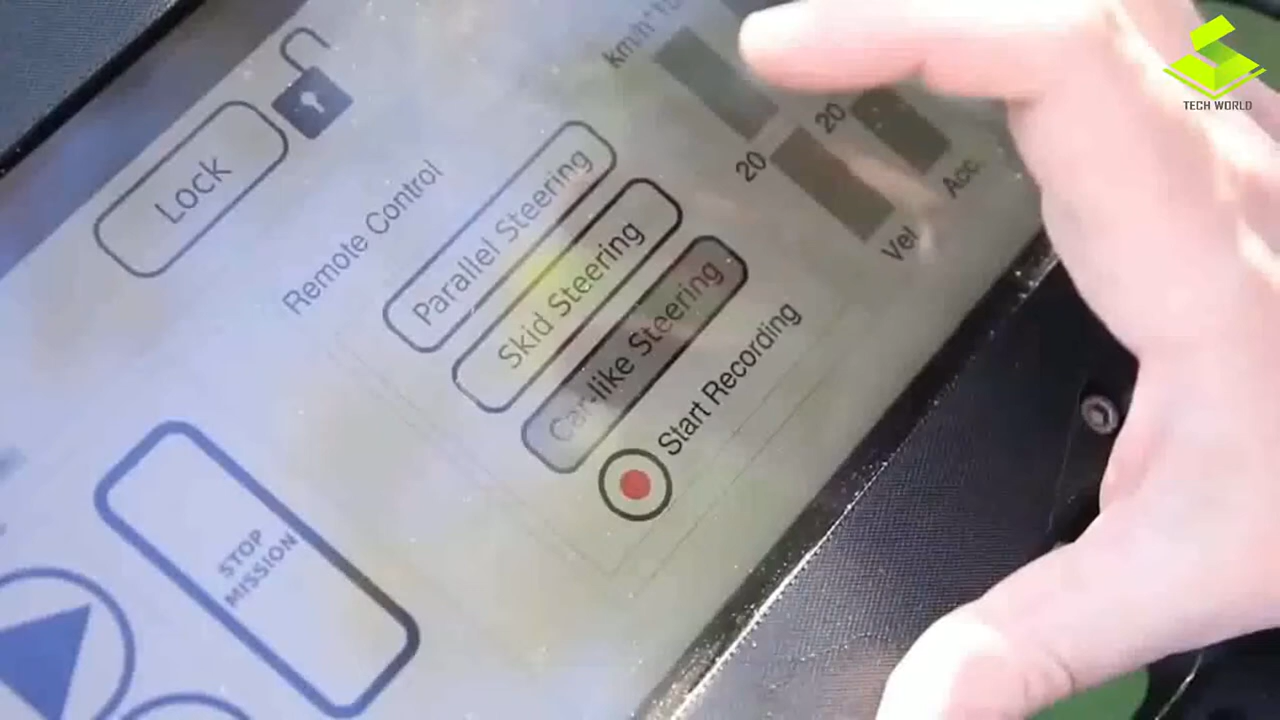 TECH WORLD
Lock
Remote Control
Parallel Steering
Skid Steering
Car-like Steering
Start Recording
20
20
Vel
Acc.
STOP
MISSION